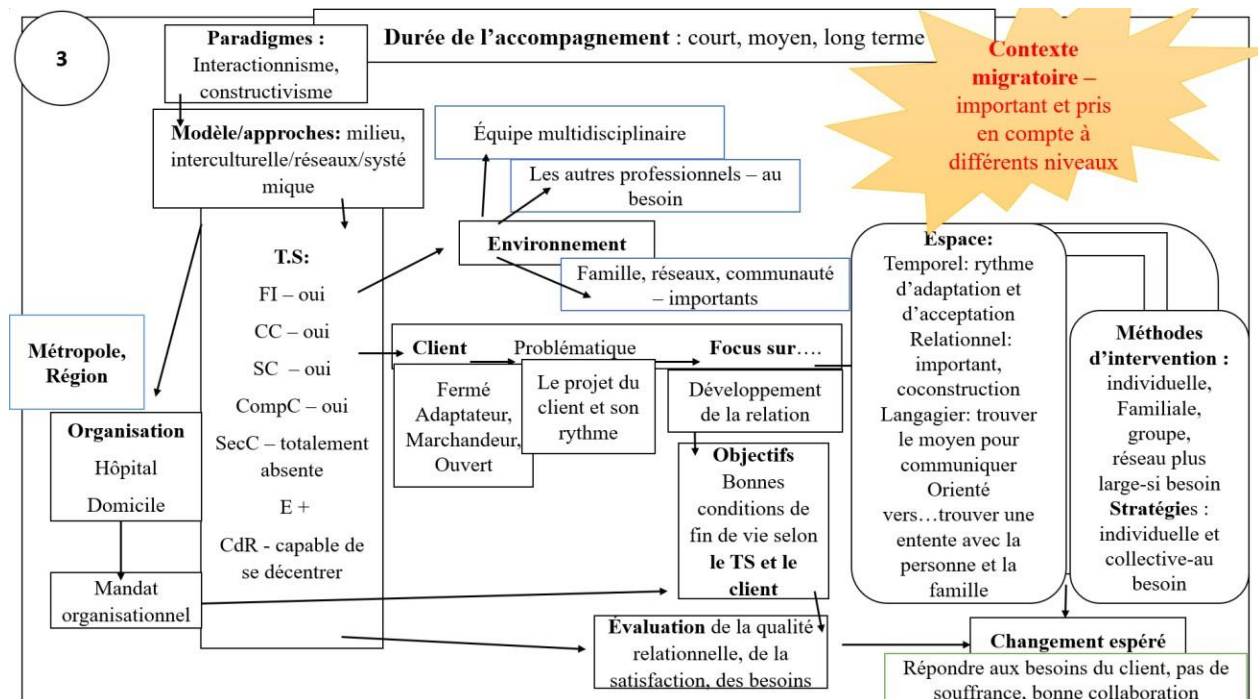 3
Paradigmes :
Interactionnisme,
constructivisme
Durée de l’accompagnement : court, moyen, long terme
Contexte
migratoire –
important et pris
en compte à
différents niveaux
Modèle/approches: milieu,
interculturelle/réseaux/systé
mique
Équipe multidisciplinaire
Les autres professionnels – au
besoin
Environnement
Famille, réseaux, communauté
– importants
T.S:
FI – oui
CC – oui
SC – oui
CompC – oui
SecC – totalement
absente
E +
CdR - capable de
se décentrer
Métropole,
Région
Organisation
Hôpital
Domicile
Mandat
organisationnel
Client
Problématique
Focus sur….
Fermé
Adaptateur,
Marchandeur,
Ouvert
Le projet du
client et son
rythme
Développement
de la relation
Objectifs
Bonnes
conditions de
fin de vie selon
le TS et le
client
Évaluation de la qualité
relationnelle, de la
satisfaction, des besoins
Espace:
Temporel: rythme
d’adaptation et
d’acceptation
Relationnel:
important,
coconstruction
Langagier: trouver
le moyen pour
communiquer
Orienté
vers…trouver une
entente avec la
personne et la
famille
Méthodes
d’intervention :
individuelle,
Familiale,
groupe,
réseau plus
large-si besoin
Stratégies :
individuelle et
collective-au
besoin
Changement espéré
Répondre aux besoins du client, pas de
souffrance, bonne collaboration